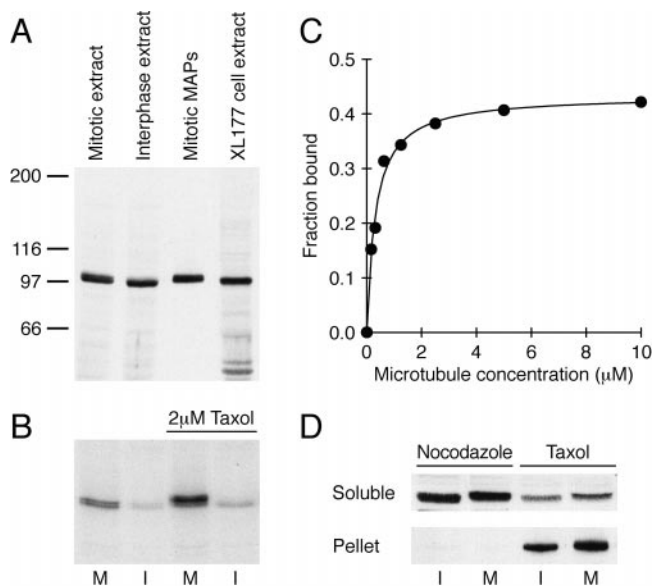 A
Mitotic extract
Interphase extract
Mitotic MAPs
XL177 cell extract
200
116
97
66
B
2μM Taxol
M I M I
C
0.5
0.4
0.3
0.2
0.1
0.0
Fraction bound
0 2 4 6 8 10
Microtubule concentration (μM)
D
Nocodazole Taxol
Soluble
Pellet
I M I M